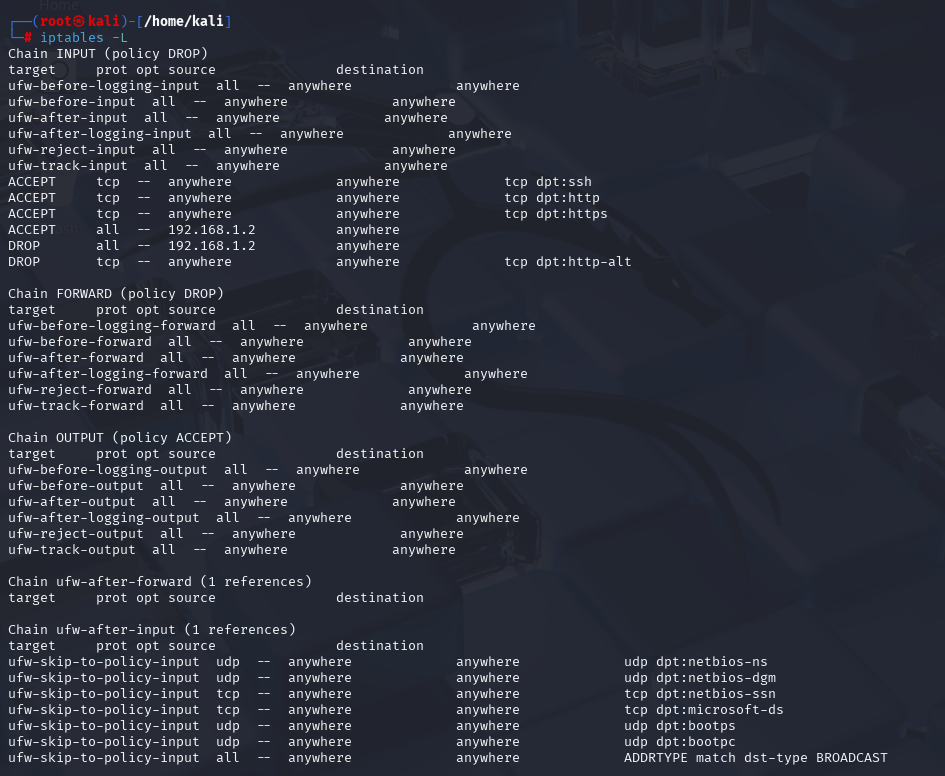 Home
┌──(root㉿kali)-[/home/kali]
└─# iptables -L
Chain INPUT (policy DROP)
target     prot opt source               destination
ufw-before-logging-input  all  --  anywhere             anywhere
ufw-before-input  all  --  anywhere             anywhere
ufw-after-input  all  --  anywhere             anywhere
ufw-after-logging-input  all  --  anywhere             anywhere
ufw-reject-input  all  --  anywhere             anywhere
ufw-track-input  all  --  anywhere             anywhere
ACCEPT     tcp  --  anywhere             anywhere             tcp dpt:ssh
ACCEPT     tcp  --  anywhere             anywhere             tcp dpt:http
ACCEPT     tcp  --  anywhere             anywhere             tcp dpt:https
ACCEPT     all  --  192.168.1.2          anywhere
DROP       all  --  192.168.1.2          anywhere
DROP       tcp  --  anywhere             anywhere             tcp dpt:http-alt

Chain FORWARD (policy DROP)
target     prot opt source               destination
ufw-before-logging-forward  all  --  anywhere             anywhere
ufw-before-forward  all  --  anywhere             anywhere
ufw-after-forward  all  --  anywhere             anywhere
ufw-after-logging-forward  all  --  anywhere             anywhere
ufw-reject-forward  all  --  anywhere             anywhere
ufw-track-forward  all  --  anywhere             anywhere

Chain OUTPUT (policy ACCEPT)
target     prot opt source               destination
ufw-before-logging-output  all  --  anywhere             anywhere
ufw-before-output  all  --  anywhere             anywhere
ufw-after-output  all  --  anywhere             anywhere
ufw-after-logging-output  all  --  anywhere             anywhere
ufw-reject-output  all  --  anywhere             anywhere
ufw-track-output  all  --  anywhere             anywhere

Chain ufw-after-forward (1 references)
target     prot opt source               destination

Chain ufw-after-input (1 references)
target     prot opt source               destination
ufw-skip-to-policy-input  udp  --  anywhere             anywhere             udp dpt:netbios-ns
ufw-skip-to-policy-input  udp  --  anywhere             anywhere             udp dpt:netbios-dgm
ufw-skip-to-policy-input  tcp  --  anywhere             anywhere             tcp dpt:netbios-ssn
ufw-skip-to-policy-input  tcp  --  anywhere             anywhere             tcp dpt:microsoft-ds
ufw-skip-to-policy-input  udp  --  anywhere             anywhere             udp dpt:bootps
ufw-skip-to-policy-input  udp  --  anywhere             anywhere             udp dpt:bootpc
ufw-skip-to-policy-input  all  --  anywhere             anywhere             ADDRTYPE match dst-type BROADCAST